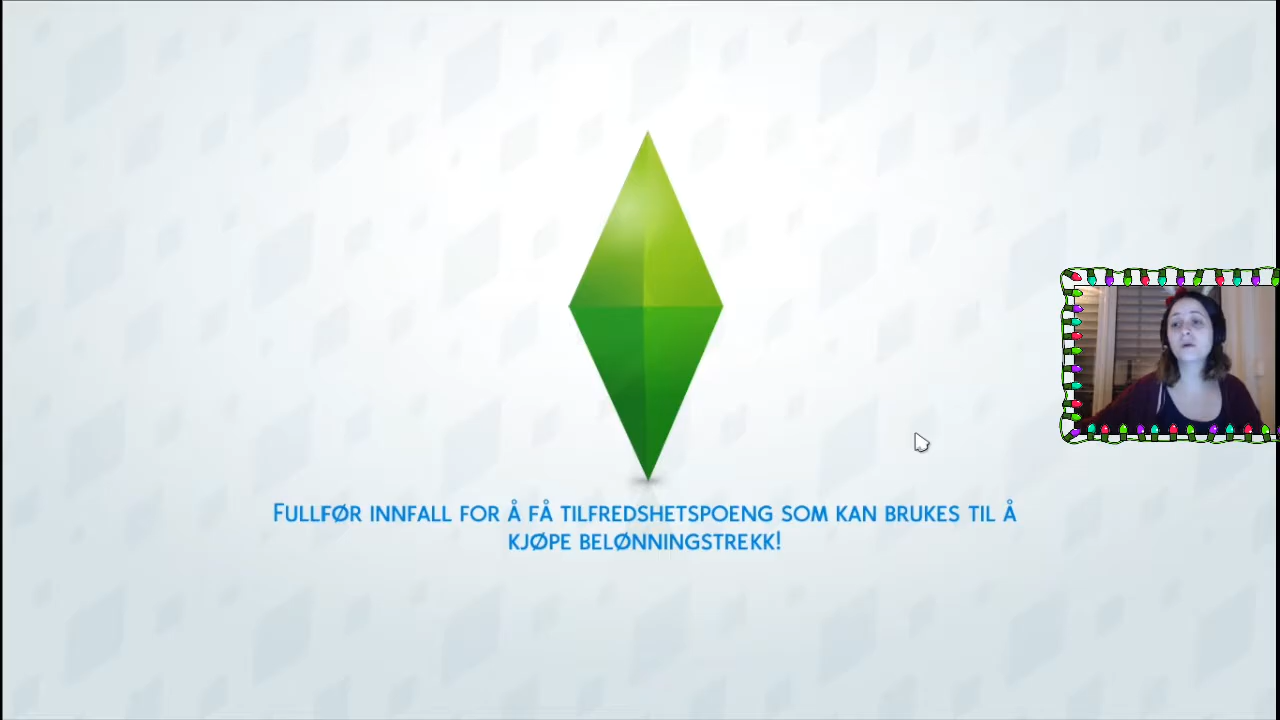 FULLFØR INNFALL FOR Å FÅ TILFREDSHETSPOENG SOM KAN BRUKES TIL Å
KJØPE BELØNNINGSTREKK!